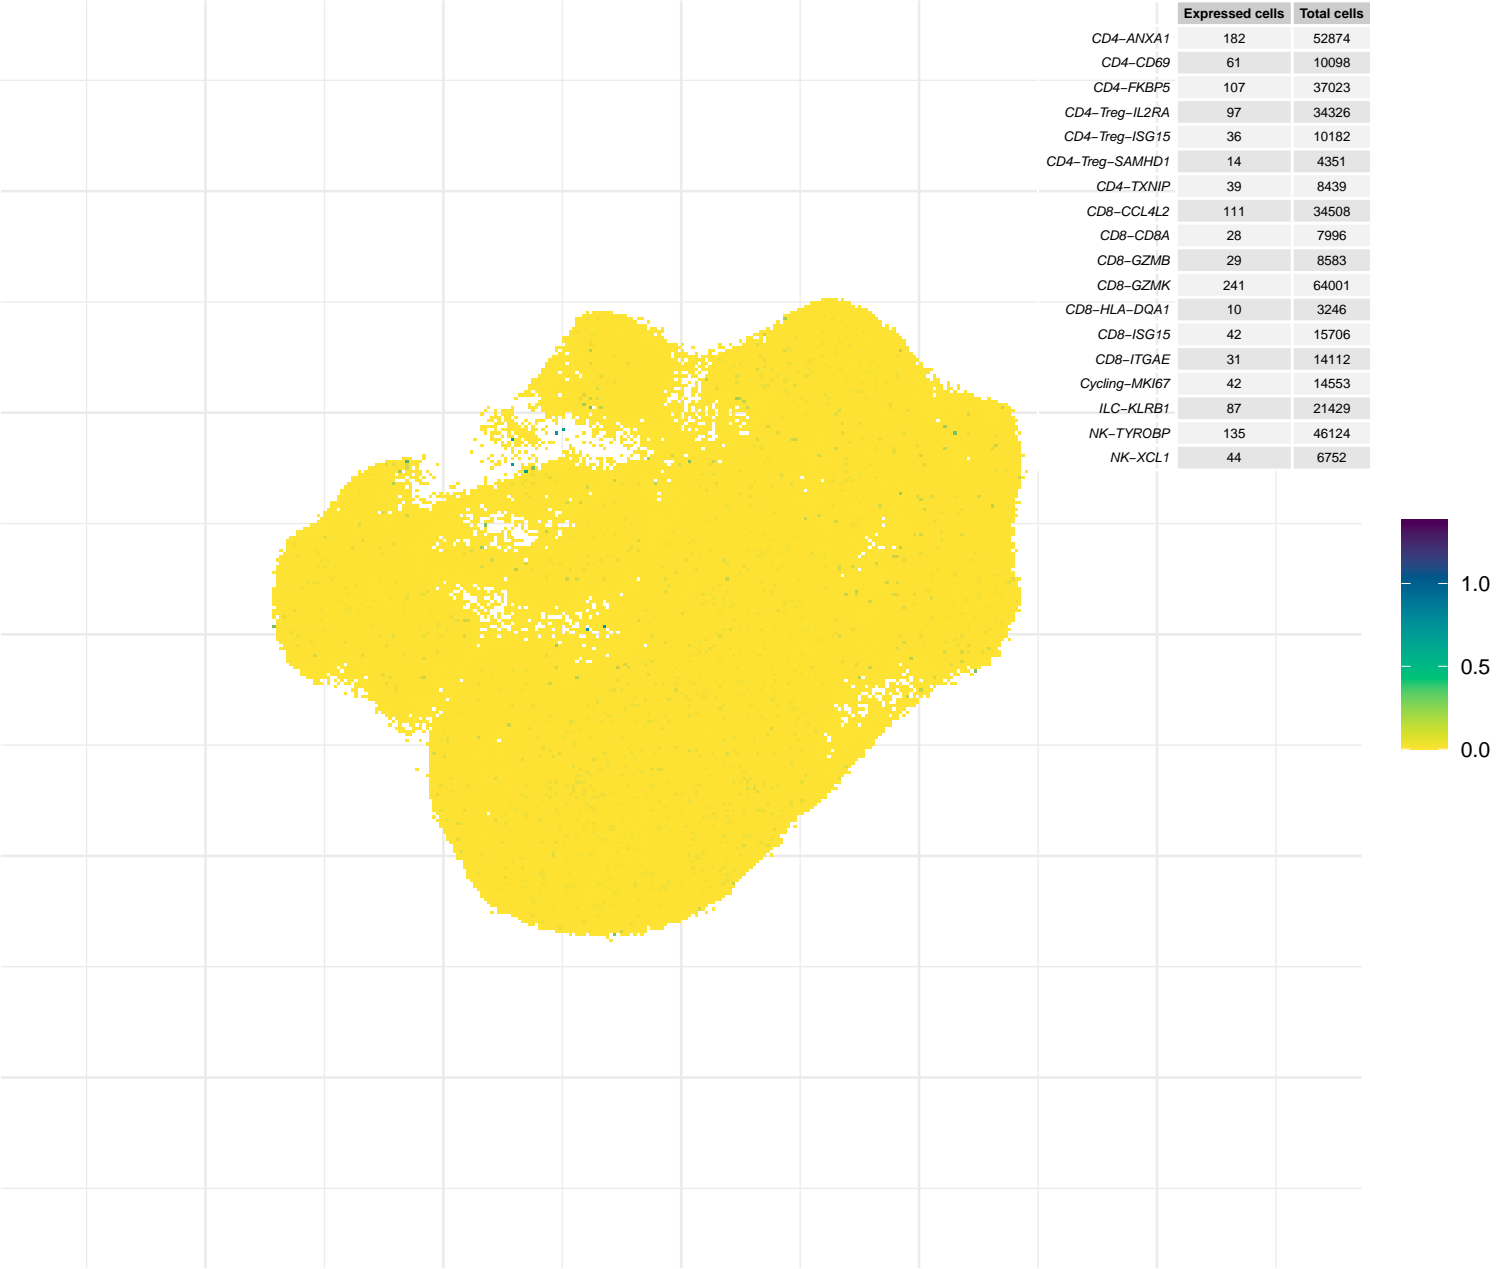 Expressed cells Total cells
CD4−ANXA1 182 52874
CD4−CD69 61 10098
CD4−FKBP5 107 37023
CD4−Treg−IL2RA 97 34326
CD4−Treg−ISG15 36 10182
CD4−Treg−SAMHD1 14 4351
CD4−TXNIP 39 8439
CD8−CCL4L2 111 34508
CD8−CD8A 28 7996
CD8−GZMB 29 8583
CD8−GZMK 241 64001
CD8−HLA−DQA1 10 3246
CD8−ISG15 42 15706
CD8−ITGAE 31 14112
Cycling−MKI67 42 14553
ILC−KLRB1 87 21429
NK−TYROBP 135 46124
NK−XCL1 44 6752
1.0
0.5
0.0